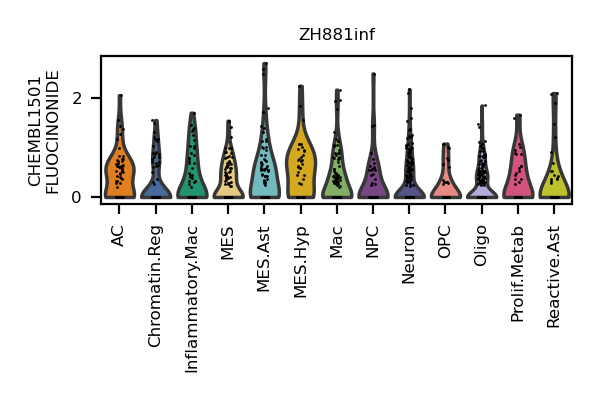 ZH881inf
CHEMBL1501
FLUOCINONIDE
2
0
AC
Chromatin.Reg
Inflammatory.Mac
MES
MES.Ast
MES.Hyp
Mac
NPC
Neuron
OPC
Oligo
Prolif.Metab
Reactive.Ast